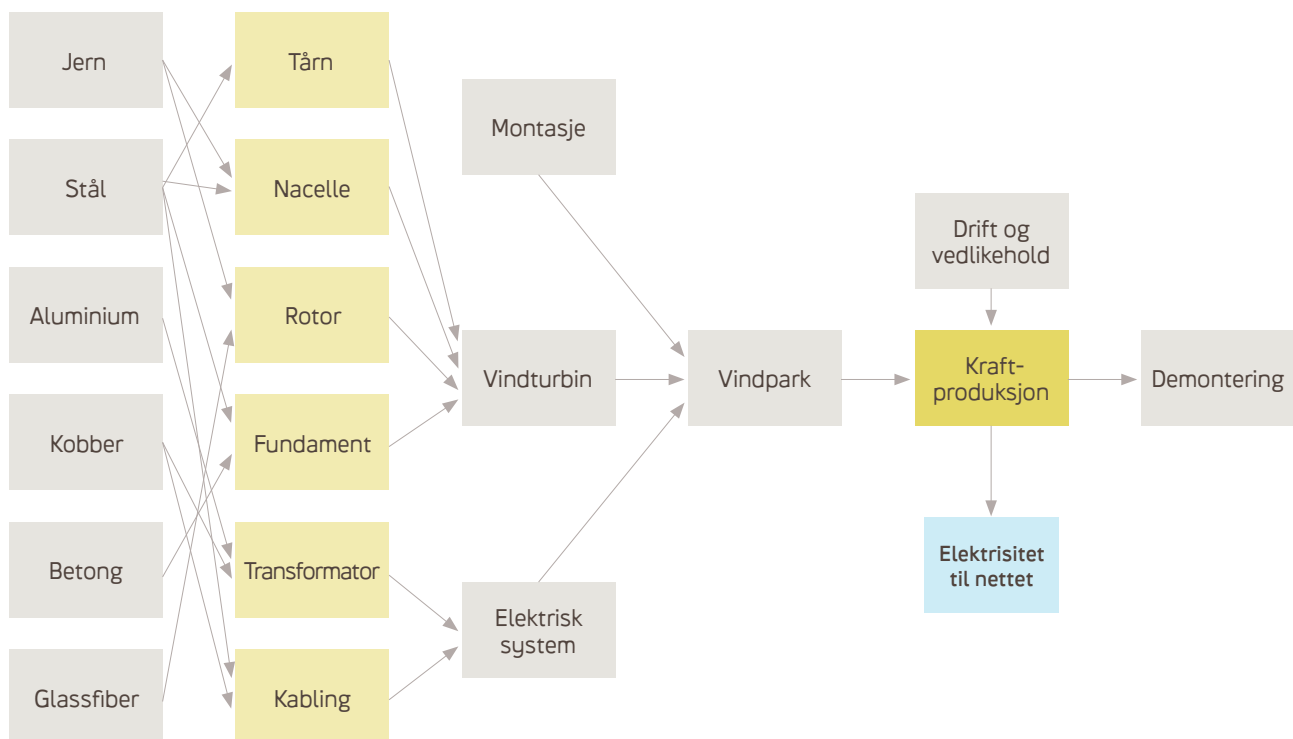 Jern
Stål
Aluminium
Kobber
Betong
Glassfiber
Tårn
Nacelle
Rotor
Fundament
Transformator
Kabling
Montasje
Vindturbin
Elektrisk
system
Vindpark
Drift og
vedlikehold
Kraft-
produksjon
Elektrisitet
til nettet
Demontering